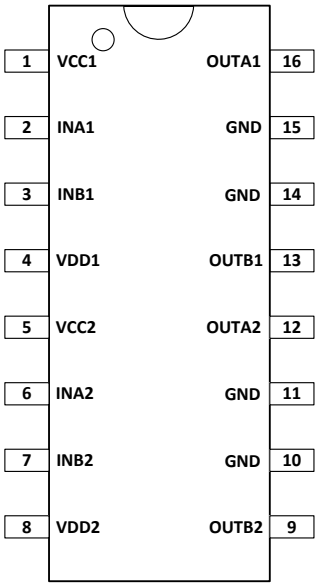 1 VCC1 OUTA1 16
2 INA1 GND 15
3 INB1 GND 14
4 VDD1 OUTB1 13
5 VCC2 OUTA2 12
6 INA2 GND 11
7 INB2 GND 10
8 VDD2 OUTB2 9